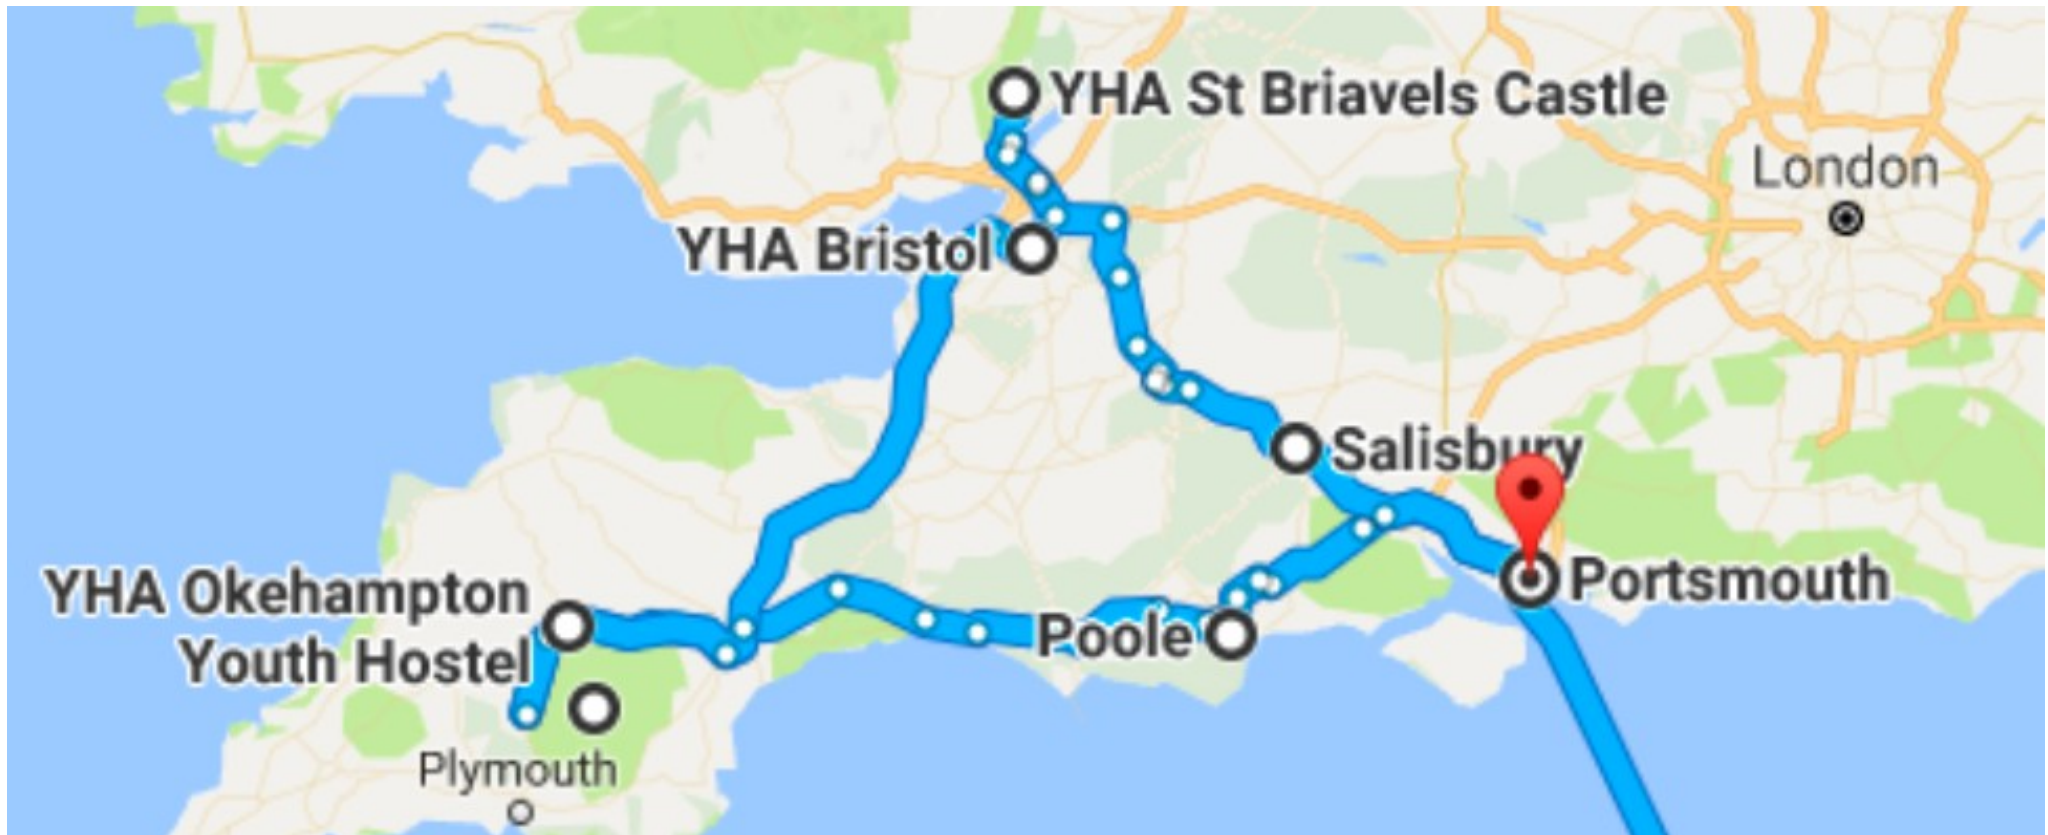 YHA St Briavels Castle
London
YHA Bristol
Salisbury
YHA Okehampton
Youth Hostel
Portsmouth
Poole
Plymouth